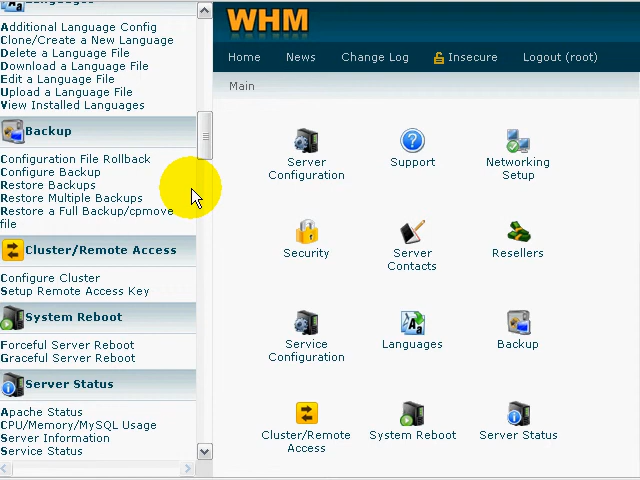 Languages
Additional Language Config
Clone/Create a New Language
Delete a Language File
Download a Language File
Edit a Language File
Upload a Language File
View Installed Languages
Backup
Configuration File Rollback
Configure Backup
Restore Backups
Restore Multiple Backups
Restore a Full Backup/cpmove
file
Cluster/Remote Access
Configure Cluster
Setup Remote Access Key
System Reboot
Forceful Server Reboot
Graceful Server Reboot
Server Status
Apache Status
CPU/Memory/MySQL Usage
Server Information
Service Status
WHM
Home News Change Log Insecure Logout (root)
Main
Server
Configuration
Support
Networking
Setup
Security
Server
Contacts
Resellers
Service
Configuration
Languages
Backup
Cluster/Remote
Access
System Reboot
Server Status